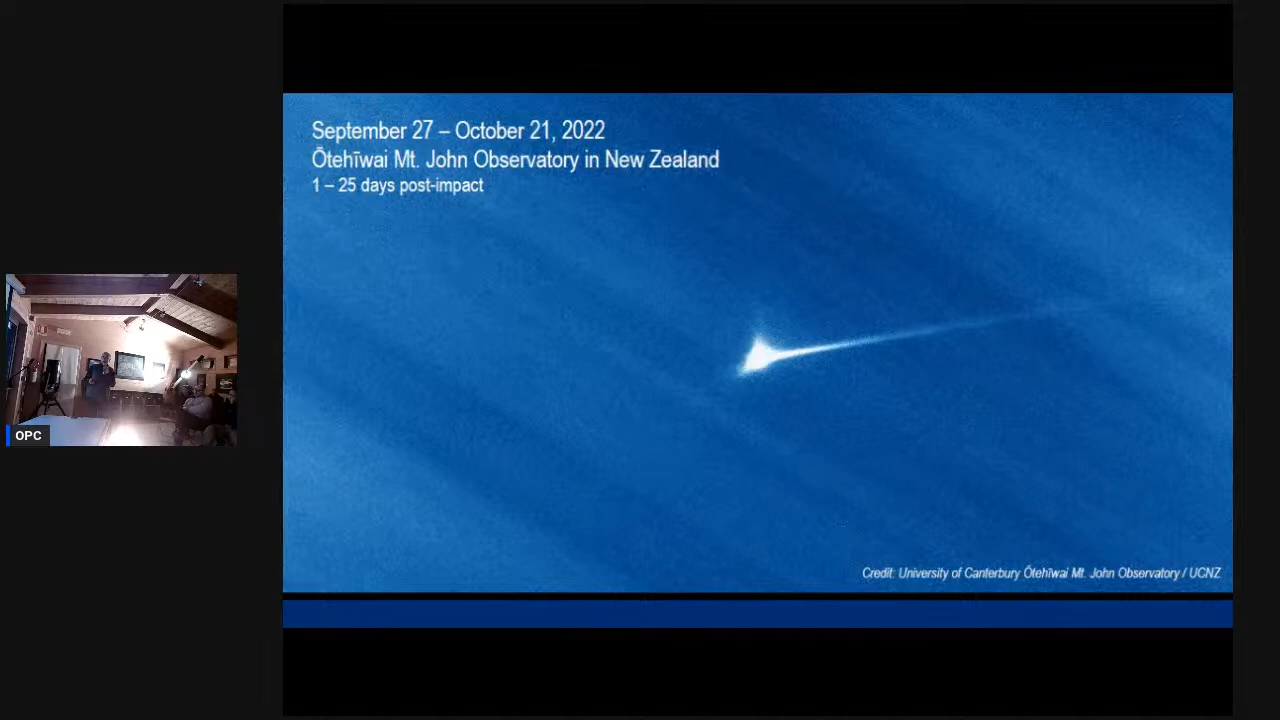 September 27 – October 21, 2022
Ōtehīwai Mt. John Observatory in New Zealand
1 – 25 days post-impact
OPC
Credit: University of Canterbury Ōtehīwai Mt. John Observatory / UCNZ